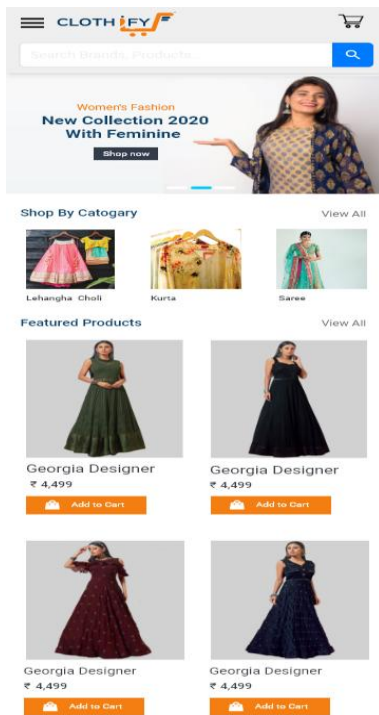 CLOTHIFY
Search Brands, Products...
Women's Fashion
New Collection 2020
With Feminine
Shop now
Shop By Catogary View All
Lehangha Choli Kurta Saree
Featured Products View All
Georgia Designer Georgia Designer
₹ 4,499 ₹ 4,499
Add to Cart Add to Cart
Georgia Designer Georgia Designer
₹ 4,499 ₹ 4,499
Add to Cart Add to Cart